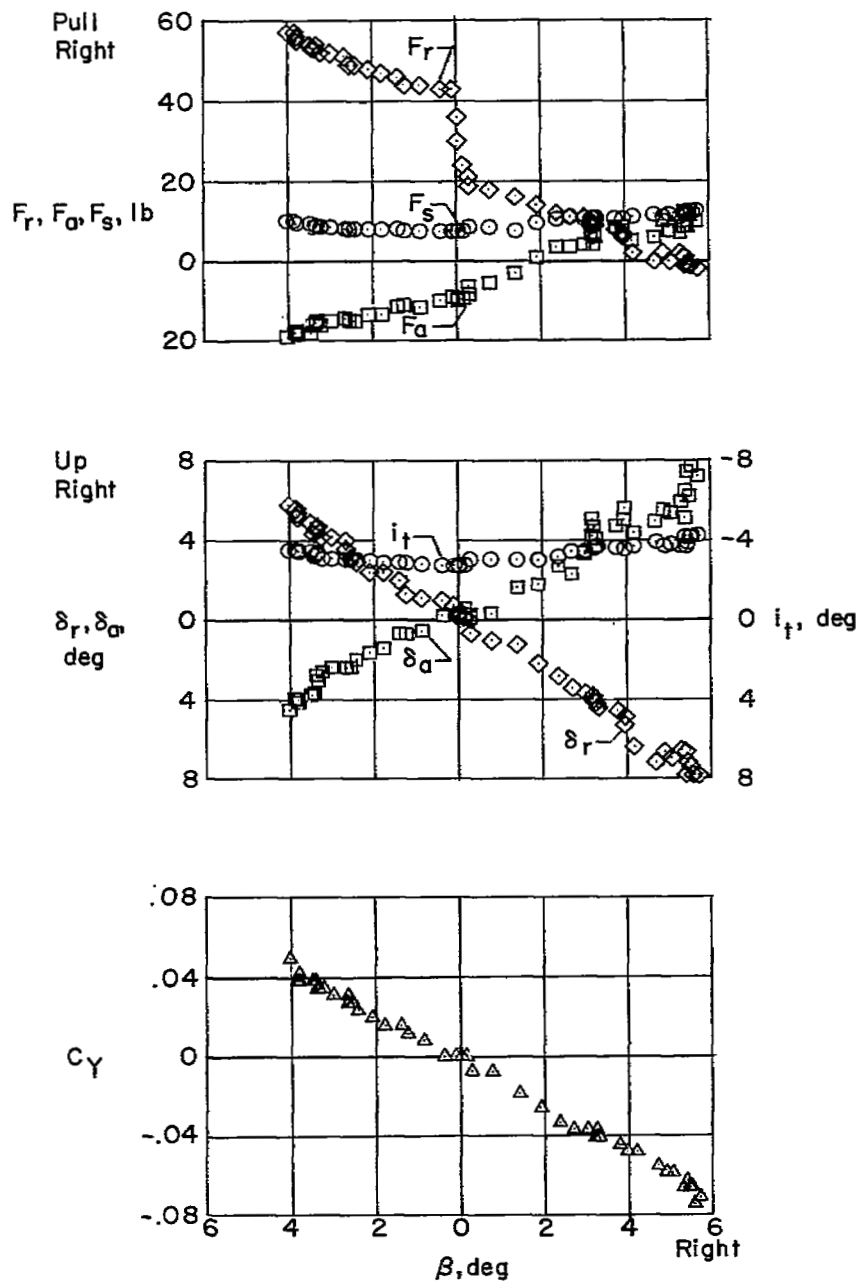 Pull
Right
60
40
20
0
20
F_r, F_a, F_s, lb
F_r
F_s
F_a
Up
Right
8
4
0
4
8
δ_r, δ_a,
deg
i_t
δ_a
δ_r
-8
-4
0
4
8
i_t, deg
.08
.04
0
-.04
-.08
C_Y
6 4 2 0 2 4 6
Right
β, deg